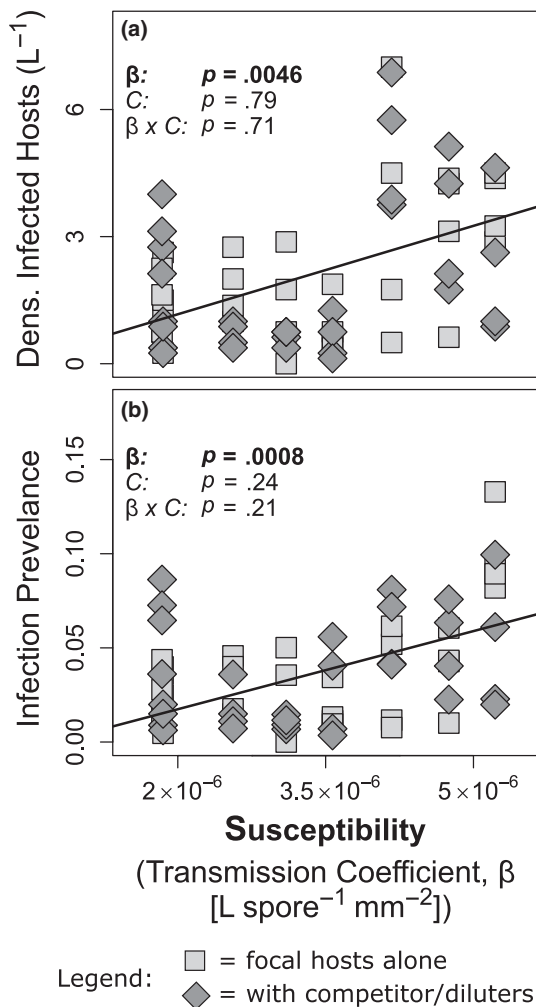 (a)
β: p = .0046
C: p = .79
β x C: p = .71
Dens. Infected Hosts (L⁻¹)
6
3
0
(b)
β: p = .0008
C: p = .24
β x C: p = .21
Infection Prevelance
0.15
0.10
0.05
0.00
2 × 10⁻⁶ 3.5 × 10⁻⁶ 5 × 10⁻⁶
Susceptibility
(Transmission Coefficient, β
[L spore⁻¹ mm⁻²])
Legend: = focal hosts alone
= with competitor/diluters